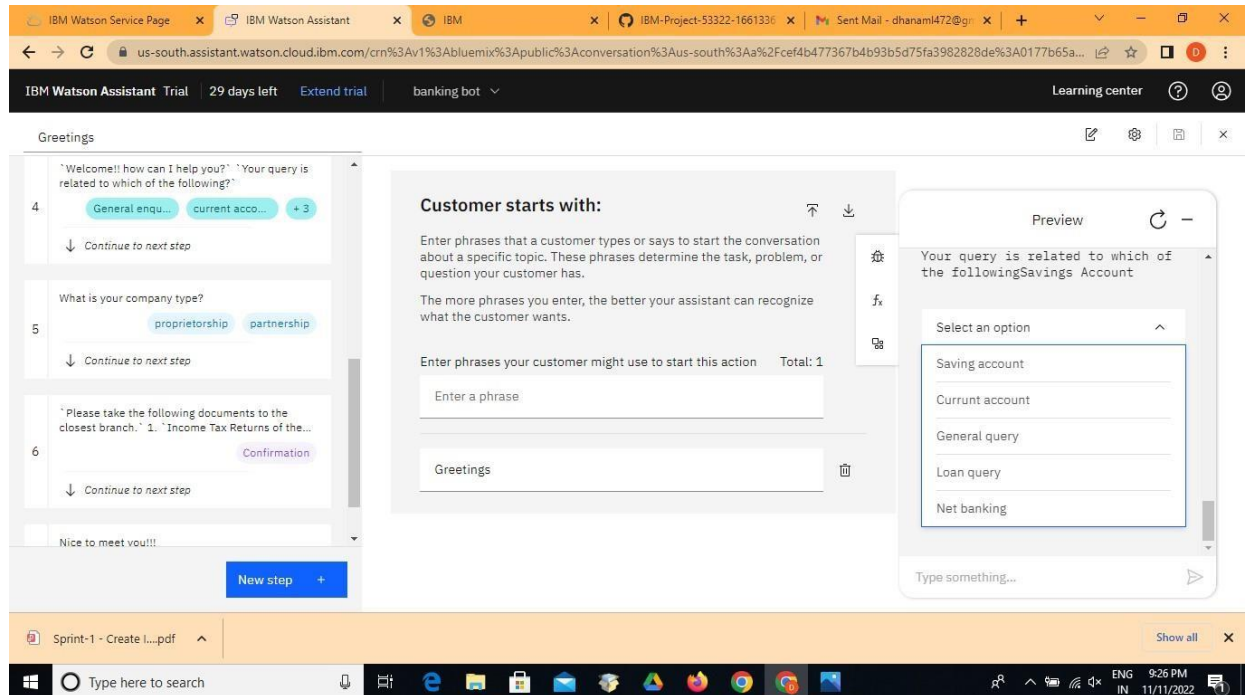 IBM Watson Service Page
IBM Watson Assistant
IBM
IBM-Project-53322-1661336
Sent Mail - dhanaml472@gm
us-south.assistant.watson.cloud.ibm.com/crn%3Av1%3Abluemix%3Apublic%3Aconversation%3Aus-south%3Aa%2Fcef4b477367b4b93b5d75fa3982828de%3A0177b65a...
D
IBM Watson Assistant Trial 29 days left Extend trial banking bot Learning center
Greetings
4
`Welcome!! how can I help you?` `Your query is
related to which of the following?`
General enqu... current acco... + 3
Continue to next step
5
What is your company type?
proprietorship partnership
Continue to next step
6
`Please take the following documents to the
closest branch.` 1. `Income Tax Returns of the...
Confirmation
Continue to next step
Nice to meet you!!!
New step +
Customer starts with:
Enter phrases that a customer types or says to start the conversation
about a specific topic. These phrases determine the task, problem, or
question your customer has.
The more phrases you enter, the better your assistant can recognize
what the customer wants.
Enter phrases your customer might use to start this action Total: 1
Enter a phrase
Greetings
fx
Preview
Your query is related to which of
the followingSavings Account
Select an option
Saving account
Currunt account
General query
Loan query
Net banking
Type something...
Sprint-1 - Create I....pdf
Show all
Type here to search
ENG
IN
9:26 PM
11/11/2022